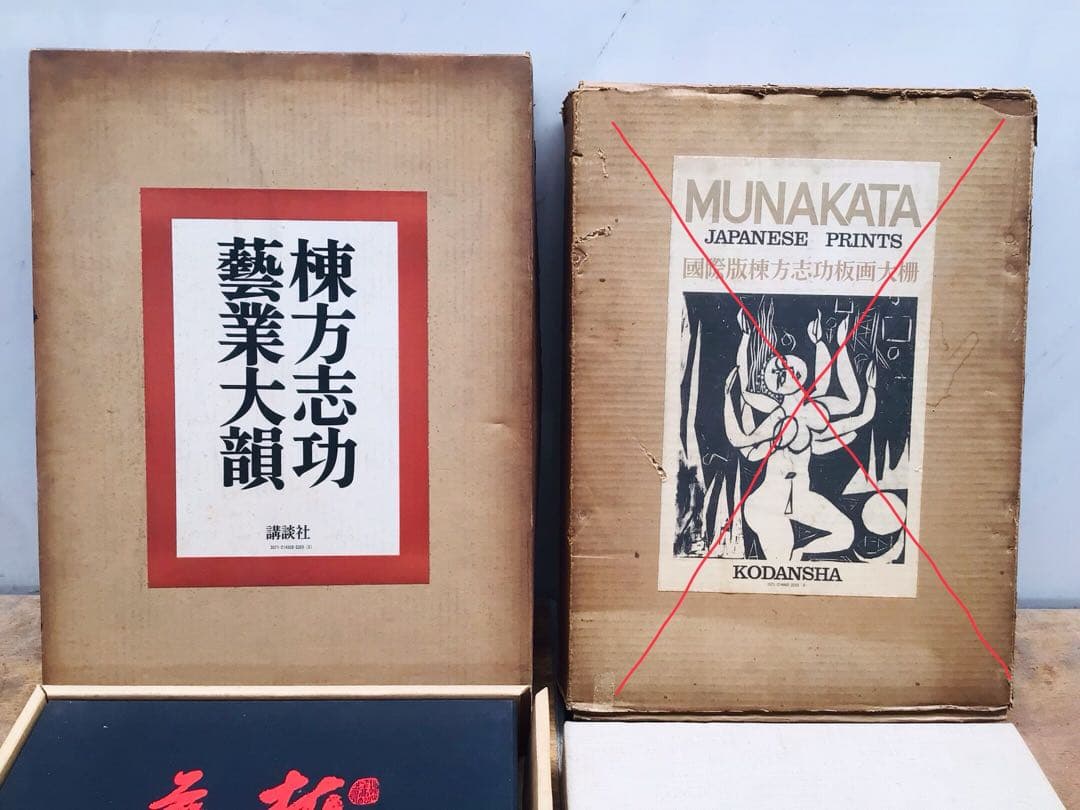 棟方志功
藝業大韻
講談社
MUNAKATA
JAPANESE PRINTS
國際版棟方志功板画大柵
KODANSHA